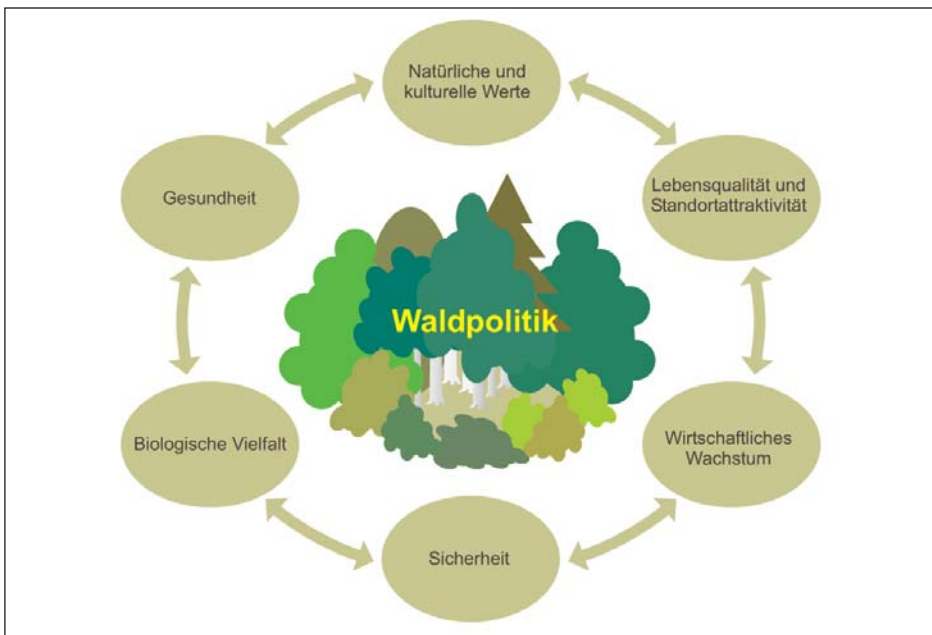 Natürliche und
kulturelle Werte
Gesundheit
Lebensqualität und
Standortattraktivität
Waldpolitik
Biologische Vielfalt
Wirtschaftliches
Wachstum
Sicherheit